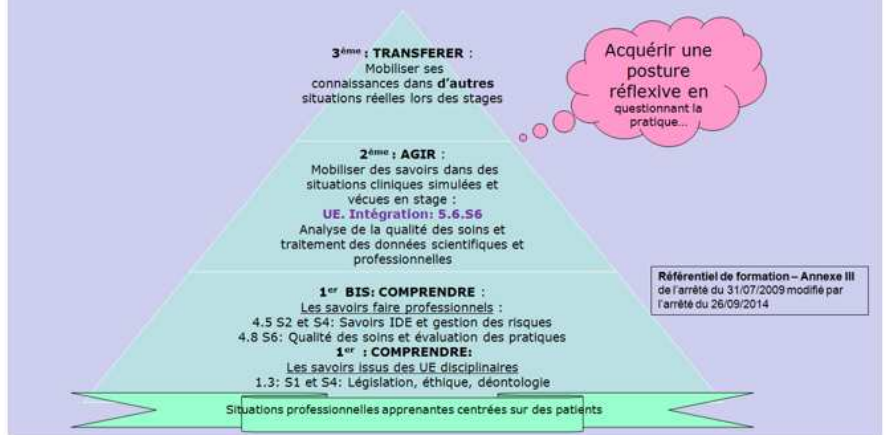 3ème : TRANSFERER :
Mobiliser ses
connaissances dans d'autres
situations réelles lors des stages
Acquérir une
posture
réflexive en
questionnant la
pratique...
2ème : AGIR :
Mobiliser des savoirs dans des
situations cliniques simulées et
vécues en stage :
UE. Intégration: 5.6.S6
Analyse de la qualité des soins et
traitement des données scientifiques et
professionnelles
Référentiel de formation – Annexe III
de l'arrêté du 31/07/2009 modifié par
l'arrêté du 26/09/2014
1er BIS: COMPRENDRE :
Les savoirs faire professionnels :
4.5 S2 et S4: Savoirs IDE et gestion des risques
4.8 S6: Qualité des soins et évaluation des pratiques
1er : COMPRENDRE:
Les savoirs issus des UE disciplinaires
1.3: S1 et S4: Législation, éthique, déontologie
Situations professionnelles apprenantes centrées sur des patients